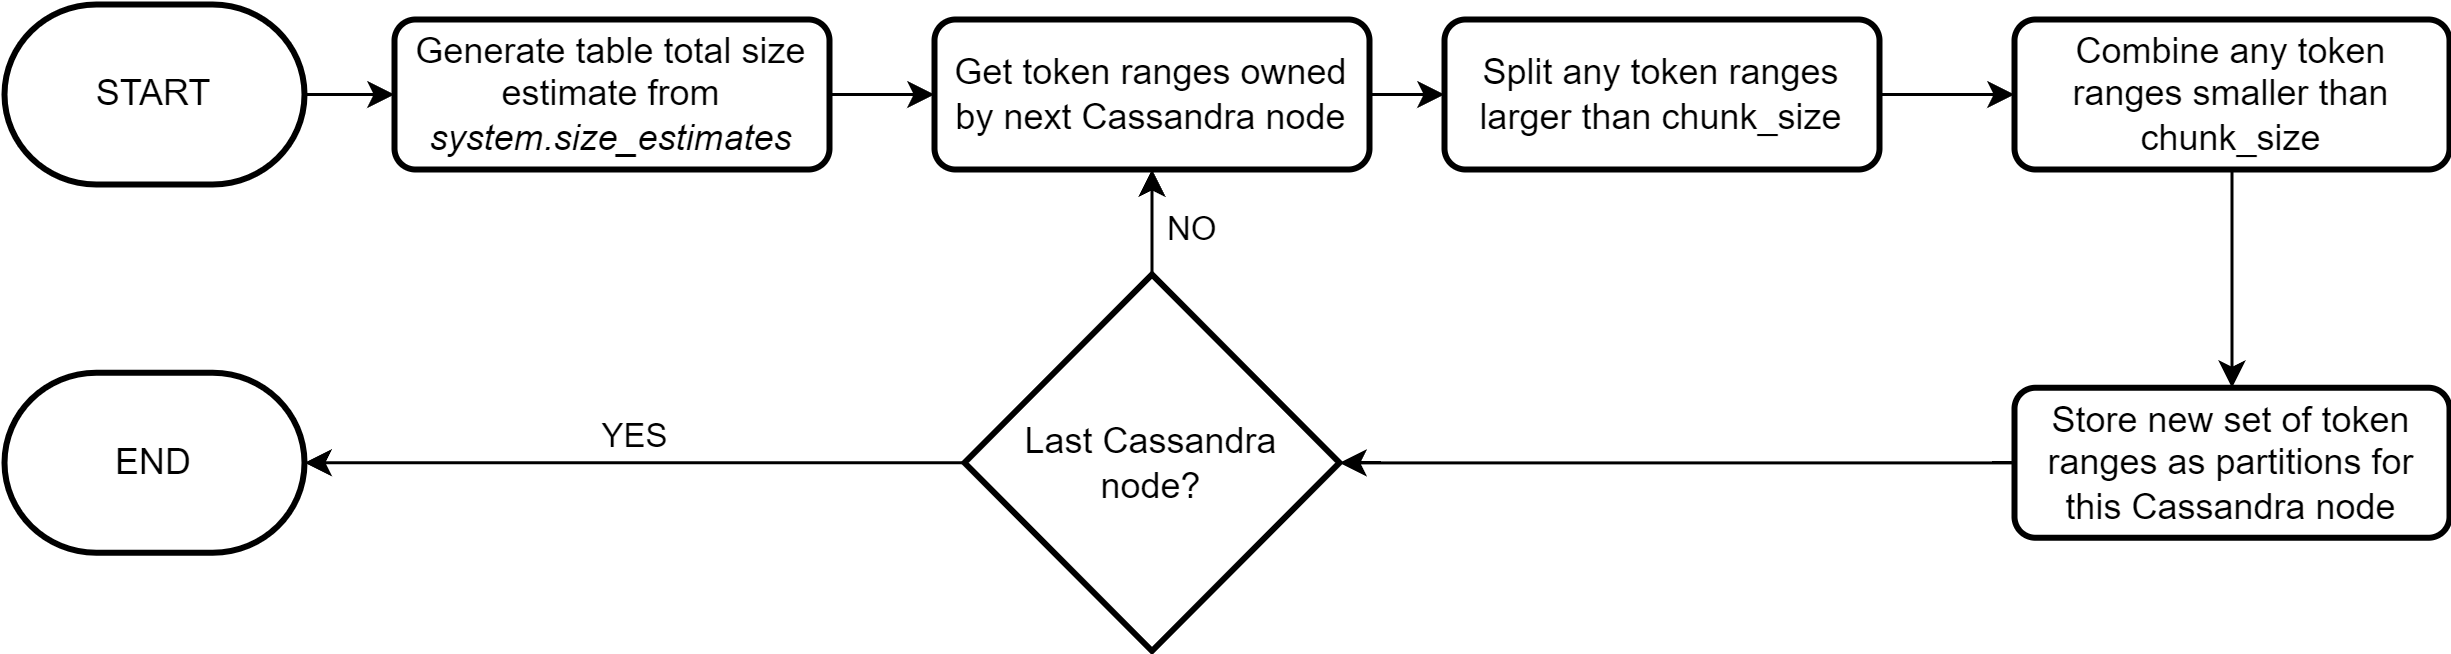 START
Generate table total size
estimate from
system.size_estimates
Get token ranges owned
by next Cassandra node
Split any token ranges
larger than chunk_size
Combine any token
ranges smaller than
chunk_size
NO
Store new set of token
ranges as partitions for
this Cassandra node
Last Cassandra
node?
YES
END